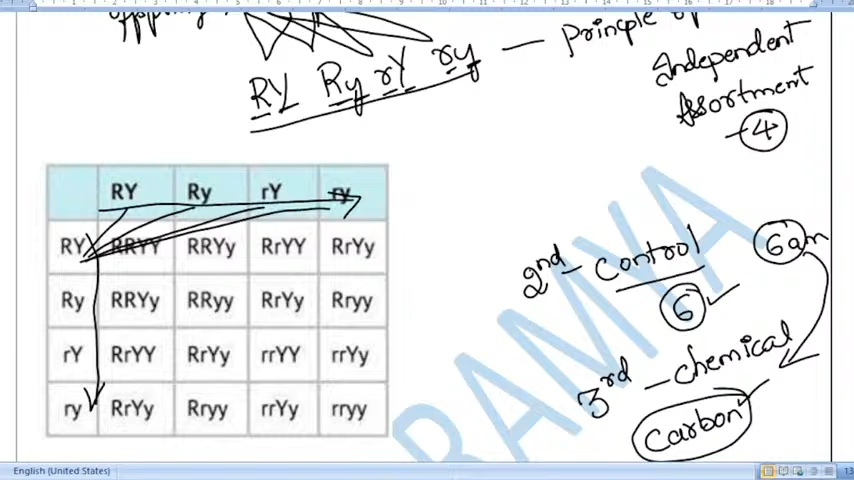 Principle of
Independent
Assortment
4
RY Ry rY ry
RY Ry rY ry
RY RRYY RRYy RrYY RrYy
Ry RRYy RRyy RrYy Rryy
rY RrYY RrYy rrYY rrYy
ry RrYy Rryy rrYy rryy
2nd - control
6
6am
3rd - chemical
carbon
RAMYA
English (United States)
13